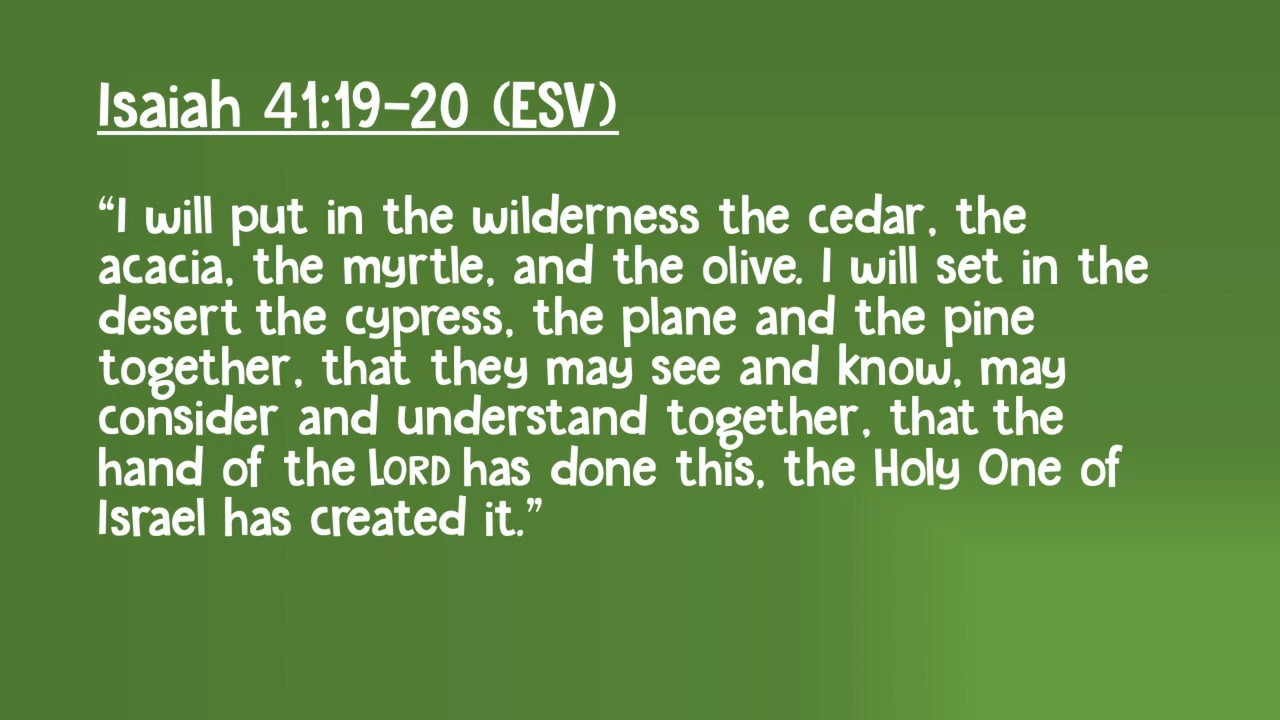 Isaiah 41:19-20 (ESV)
“I will put in the wilderness the cedar, the
acacia, the myrtle, and the olive. I will set in the
desert the cypress, the plane and the pine
together, that they may see and know, may
consider and understand together, that the
hand of the LORD has done this, the Holy One of
Israel has created it.”